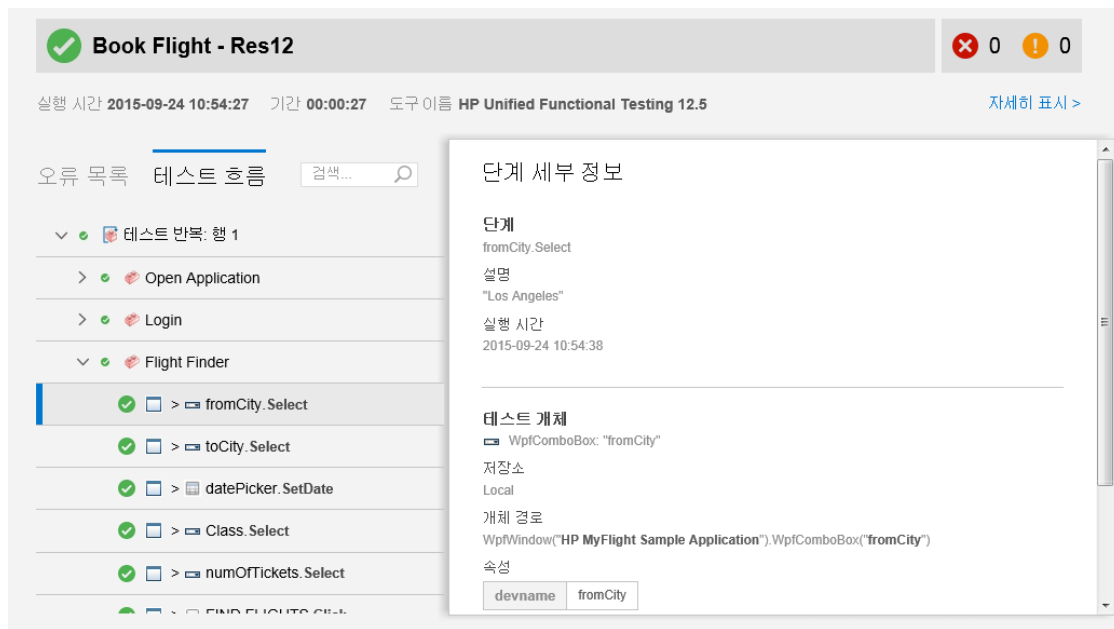 Book Flight - Res12
0 0
실행 시간 2015-09-24 10:54:27 기간 00:00:27 도구 이름 HP Unified Functional Testing 12.5 자세히 표시 >
오류 목록 테스트 흐름 검색...
테스트 반복: 행 1
Open Application
Login
Flight Finder
> fromCity.Select
> toCity.Select
> datePicker.SetDate
> Class.Select
> numOfTickets.Select
> FIND FLIGHTS.Click
단계 세부 정보
단계
fromCity.Select
설명
"Los Angeles"
실행 시간
2015-09-24 10:54:38
테스트 개체
WpfComboBox: "fromCity"
저장소
Local
개체 경로
WpfWindow("HP MyFlight Sample Application").WpfComboBox("fromCity")
속성
devname fromCity